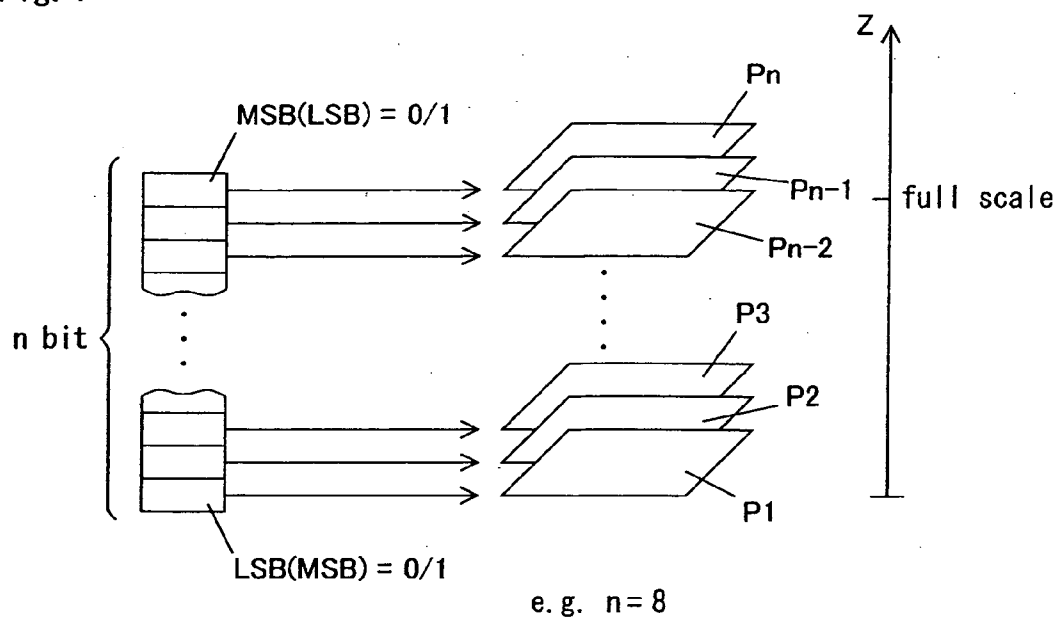 Z
Pn
MSB(LSB) = 0/1
Pn-1
full scale
Pn-2
n bit
P3
P2
P1
LSB(MSB) = 0/1
e.g. n=8